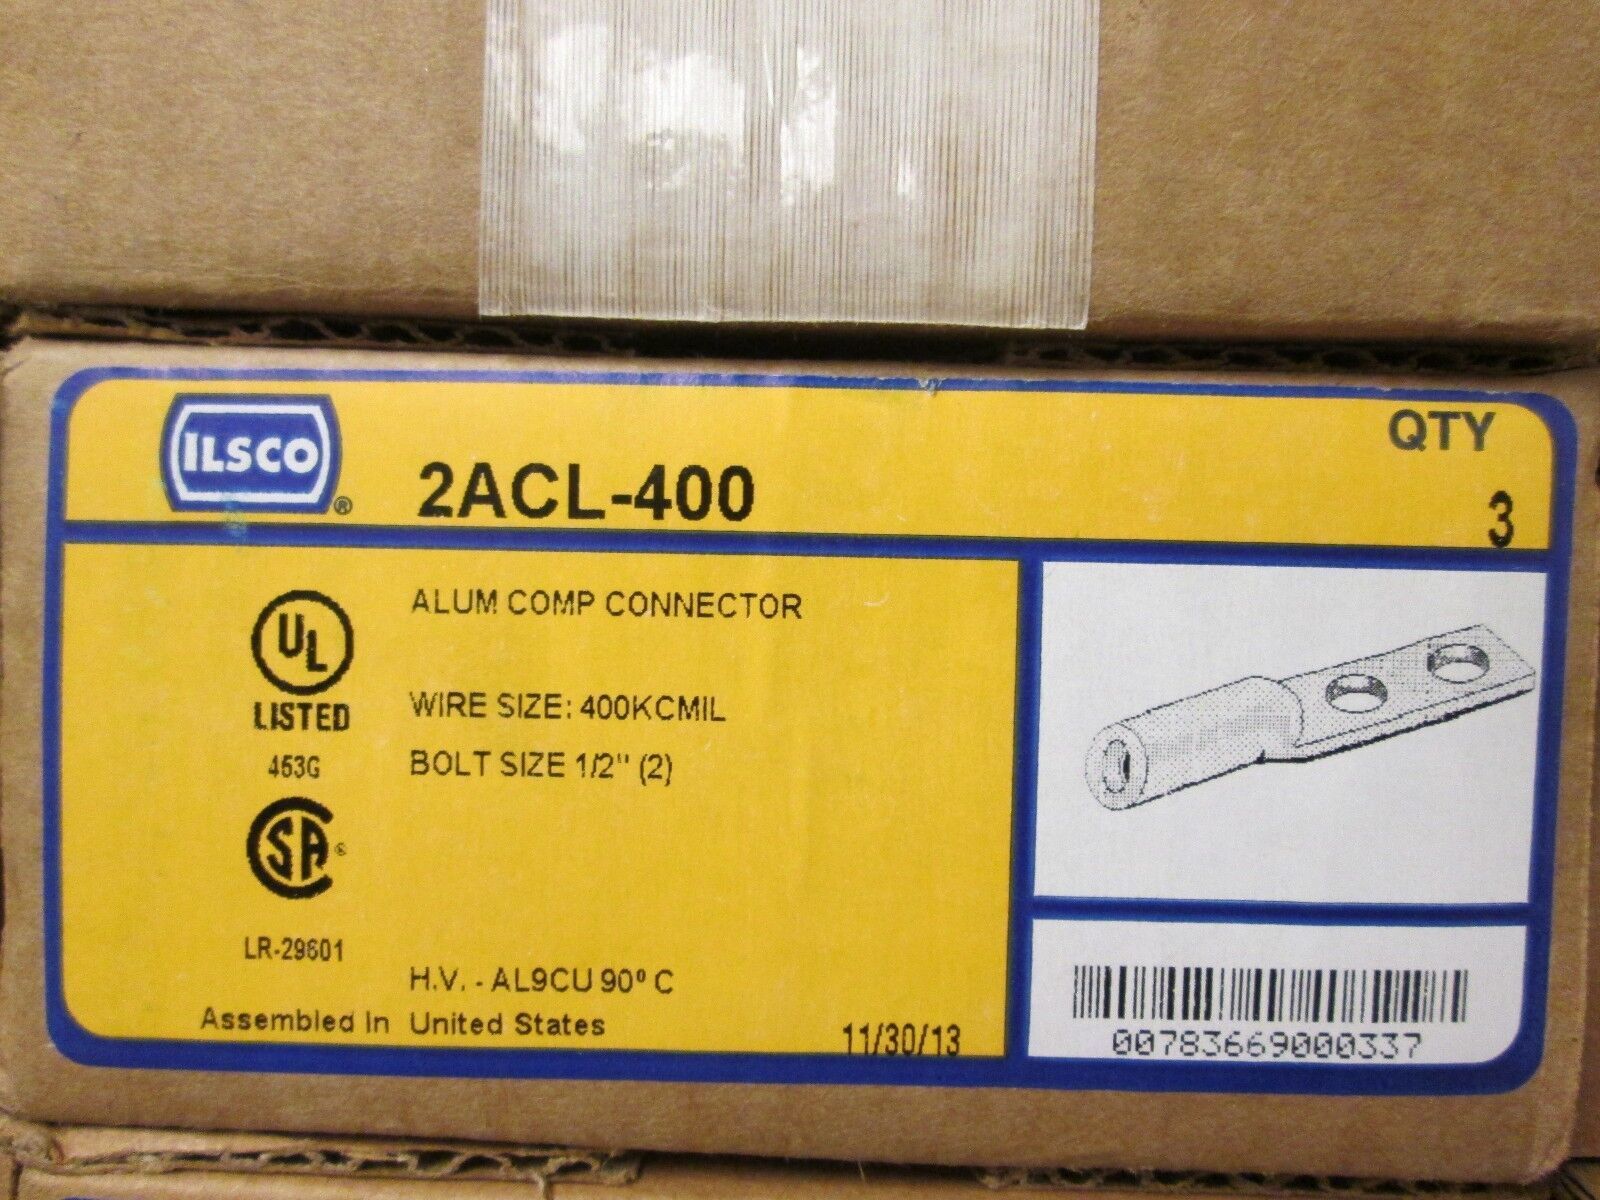 ILSCO®
2ACL-400
QTY
3
UL
LISTED
453G
ALUM COMP CONNECTOR
WIRE SIZE: 400KCMIL
BOLT SIZE 1/2" (2)
SA®
LR-29601
H.V. - AL9CU 90° C
Assembled In United States
11/30/13
00783669000337